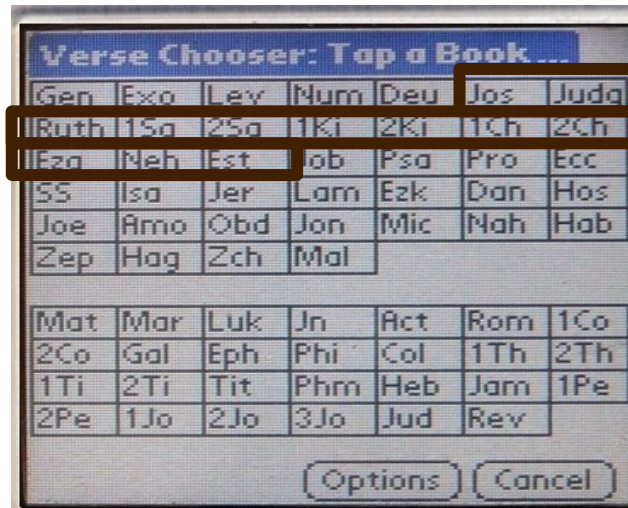 Verse Chooser: Tap a Book ...
Gen Exo Lev Num Deu Jos Judg
Ruth 1Sa 2Sa 1Ki 2Ki 1Ch 2Ch
Eza Neh Est Job Psa Pro Ecc
SS Isa Jer Lam Ezk Dan Hos
Joe Amo Obd Jon Mic Nah Hab
Zep Hag Zch Mal
Mat Mar Luk Jn Act Rom 1Co
2Co Gal Eph Phi Col 1Th 2Th
1Ti 2Ti Tit Phm Heb Jam 1Pe
2Pe 1Jo 2Jo 3Jo Jud Rev
Options Cancel